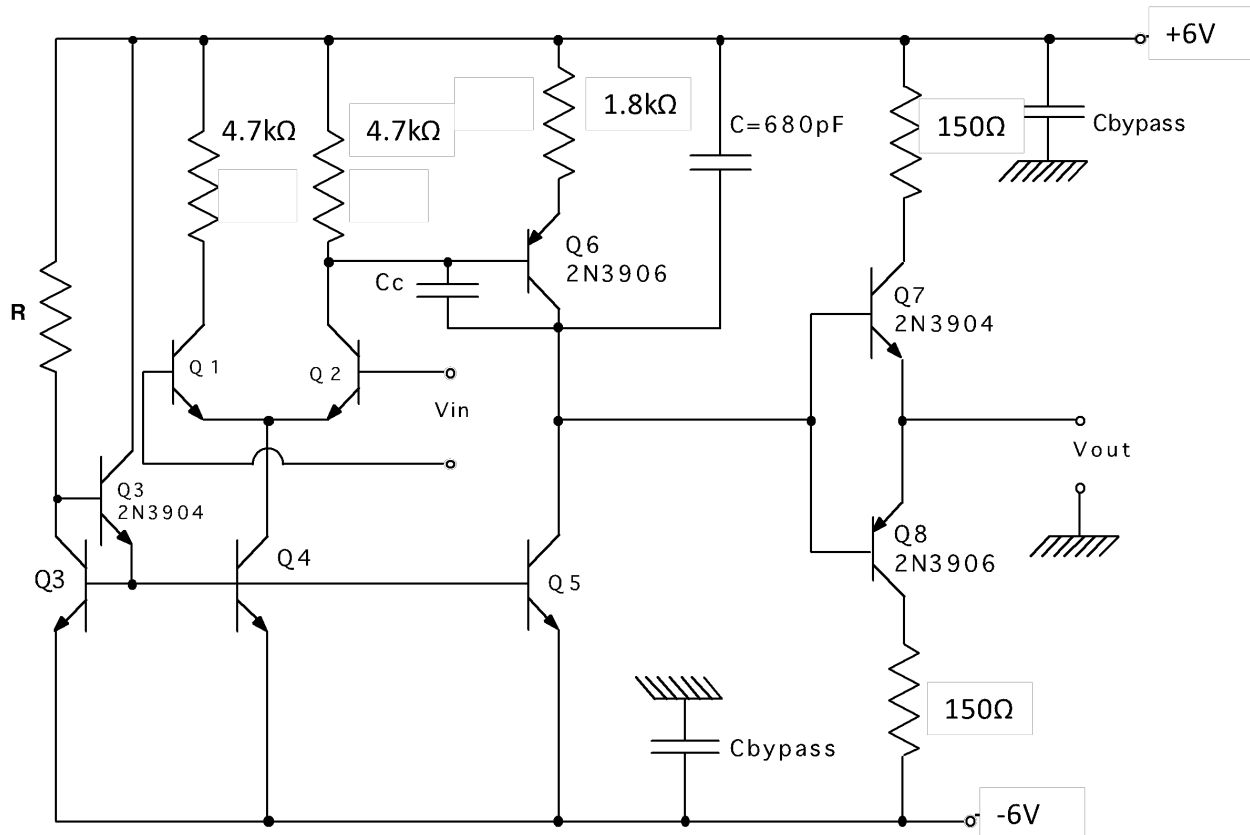 +6V
1.8kΩ
4.7kΩ
4.7kΩ
C=680pF
150Ω
Cbypass
Q6
2N3906
Cc
Q7
2N3904
R
Q1
Q2
Vin
Vout
Q3
2N3904
Q8
2N3906
Q4
Q3
Q5
150Ω
Cbypass
-6V